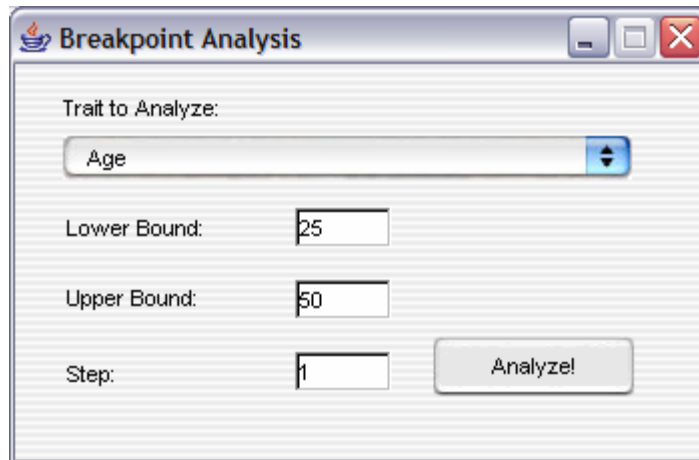 Breakpoint Analysis
Trait to Analyze:
Age
Lower Bound: 25
Upper Bound: 50
Step: 1 Analyze!